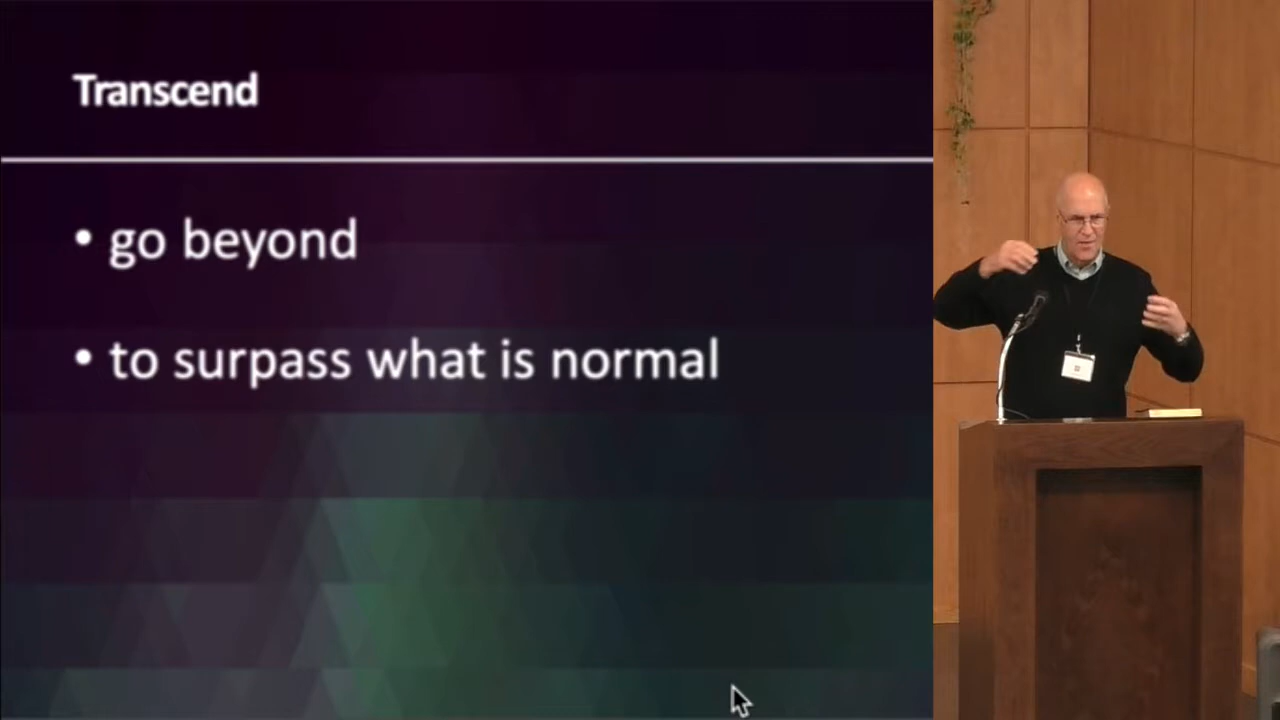 Transcend
• go beyond
• to surpass what is normal